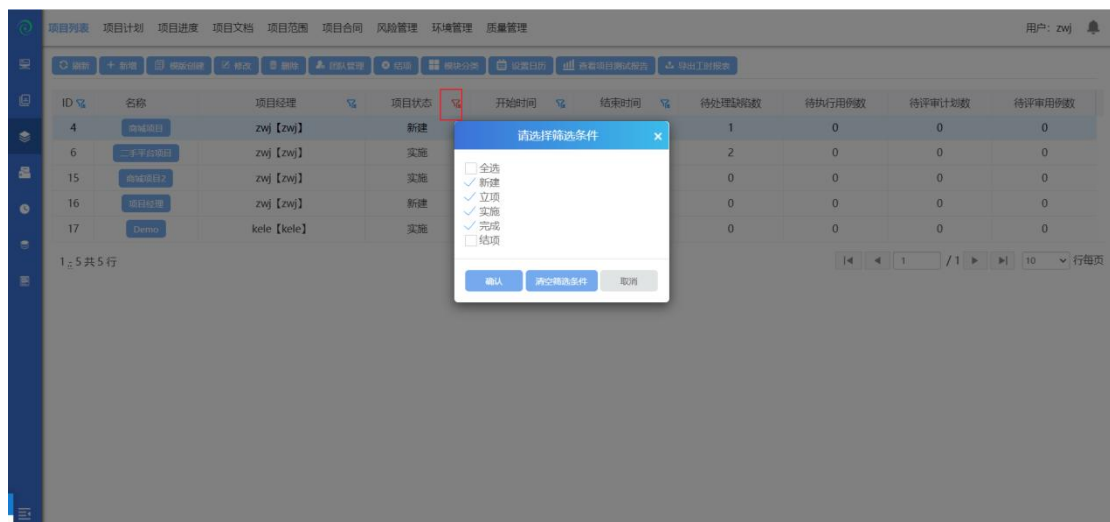 项目列表 项目计划 项目进度 项目文档 项目范围 项目合同 风险管理 环境管理 质量管理 用户: zwj
刷新 + 新增 模板创建 修改 删除 团队管理 结项 模块分类 设置日历 查看项目测试报告 导出工时报表
ID 名称 项目经理 项目状态 开始时间 结束时间 待处理缺陷数 待执行用例数 待评审计划数 待评审用例数
4 商城项目 zwj【zwj】 新建 1 0 0 0
6 二手平台项目 zwj【zwj】 实施 2 0 0 0
15 商城项目2 zwj【zwj】 实施 0 0 0 0
16 项目经理 zwj【zwj】 新建 0 0 0 0
17 Demo kele【kele】 实施 0 0 0 0
请选择筛选条件 ×
全选
新建
立项
实施
完成
结项
确认 清空筛选条件 取消
1 - 5 共 5 行 1 / 1 10 行每页